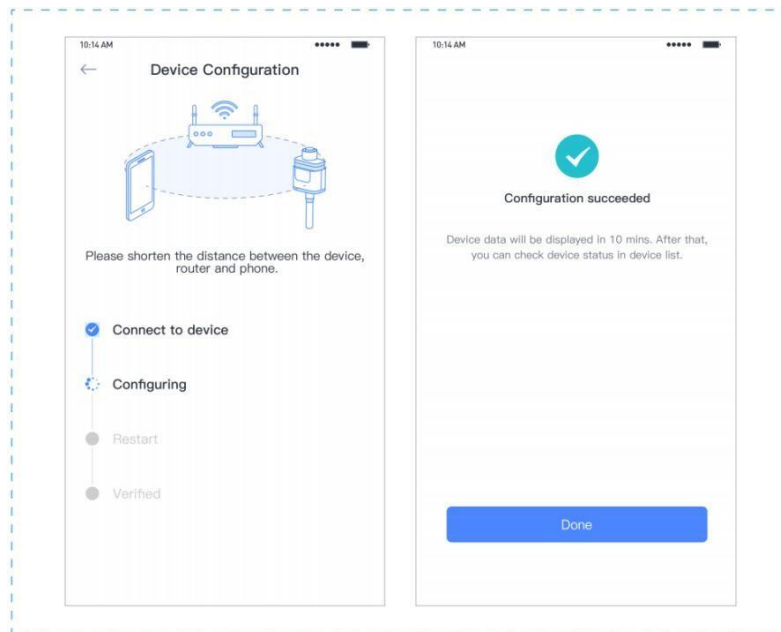 10:14 AM
Device Configuration
Please shorten the distance between the device,
router and phone.
Connect to device
Configuring
Restart
Verified
10:14 AM
Configuration succeeded
Device data will be displayed in 10 mins. After that,
you can check device status in device list.
Done